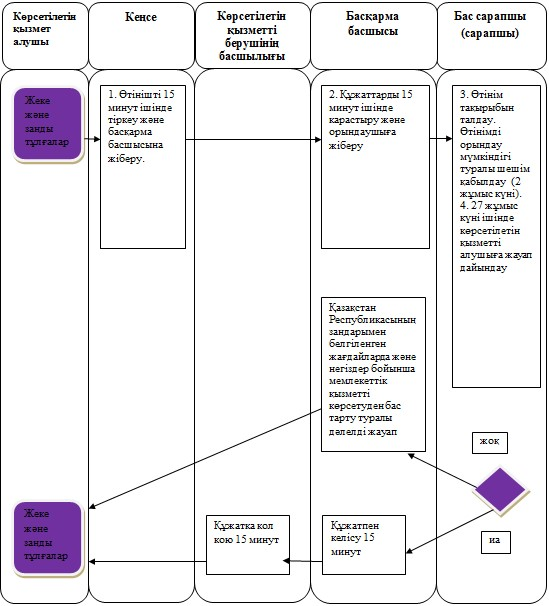 Көрсетілетін
қызмет
алушы
Кеңсе
Көрсетілетін
қызметті
берушінің
басшылығы
Басқарма
басшысы
Бас сарапшы
(сарапшы)
Жеке
және
заңды
тұлғалар
1. Өтінішті 15
минут ішінде
тіркеу және
басқарма
басшысына
жіберу.
2. Құжаттарды 15
минут ішінде
қарастыру және
орындаушыға
жіберу
3. Өтінім
тақырыбын
талдау.
Өтінімді
орындау
мүмкіндігі
туралы шешім
қабылдау (2
жұмыс күні).
4. 27 жұмыс
күні ішінде
көрсетілетін
қызметті
алушыға жауап
дайындау
Қазақстан
Республикасының
заңдарымен
белгіленген
жағдайларда және
негіздер бойынша
мемлекеттік
қызметті
көрсетуден бас
тарту туралы
дәлелді жауап
жоқ
Жеке
және
заңды
тұлғалар
Құжатқа қол
қою 15 минут
Құжатпен
келісу 15
минут
иа